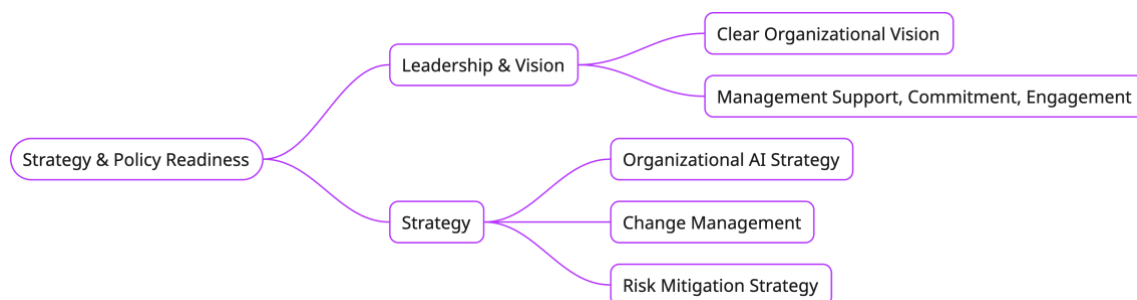 Strategy & Policy Readiness
Leadership & Vision
Clear Organizational Vision
Management Support, Commitment, Engagement
Strategy
Organizational AI Strategy
Change Management
Risk Mitigation Strategy